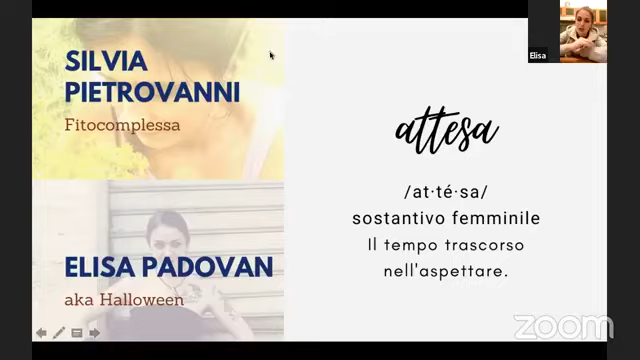 SILVIA
PIETROVANNI
Fitocomplessa
ELISA PADOVAN
aka Halloween
attesa
/at·té·sa/
sostantivo femminile
Il tempo trascorso
nell'aspettare.
Elisa
zoom